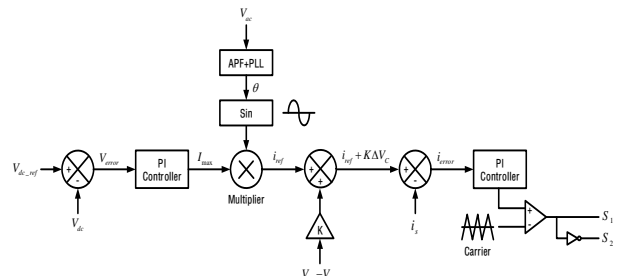 V_ac
APF+PLL
θ
Sin
V_dc_ref
+
-
V_error
PI
Controller
I_max
Multiplier
i_ref
+
+
i_ref + KΔV_C
+
-
i_error
PI
Controller
V_dc
K
i_s
Carrier
+
-
S_1
S_2